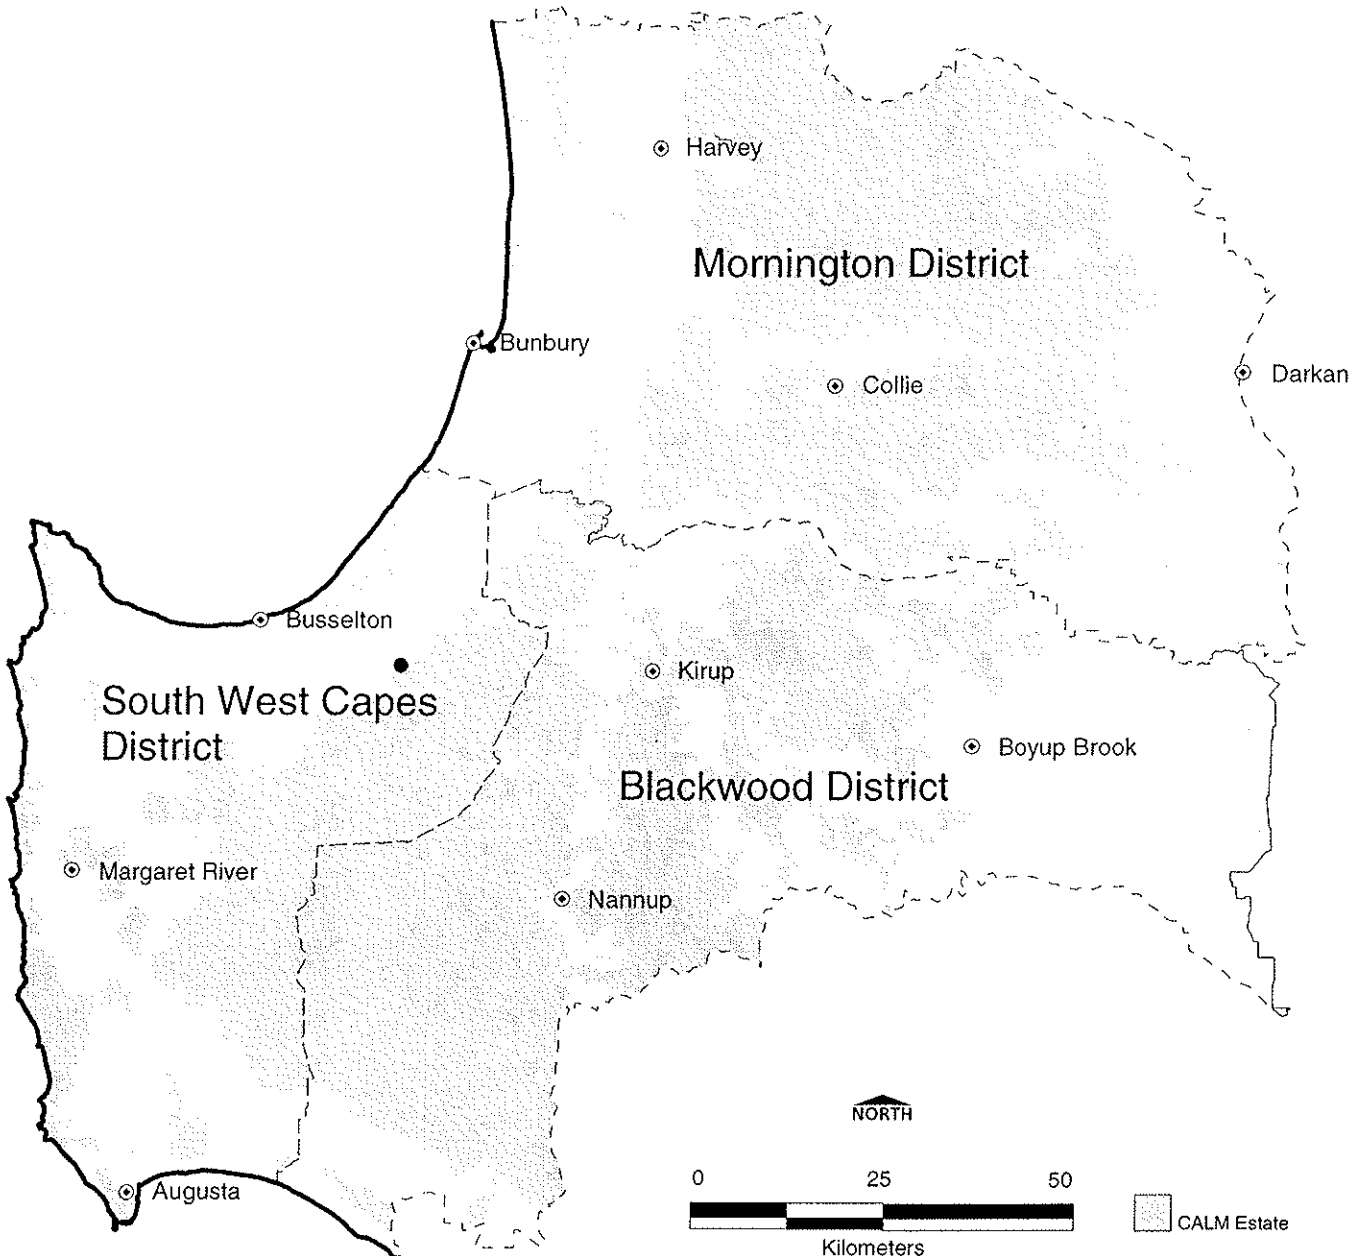 Harvey
Mornington District
Bunbury
Collie
Darkan
Busselton
Kirup
South West Capes
District
Boyup Brook
Blackwood District
Margaret River
Nannup
NORTH
0 25 50
Augusta
CALM Estate
Kilometers